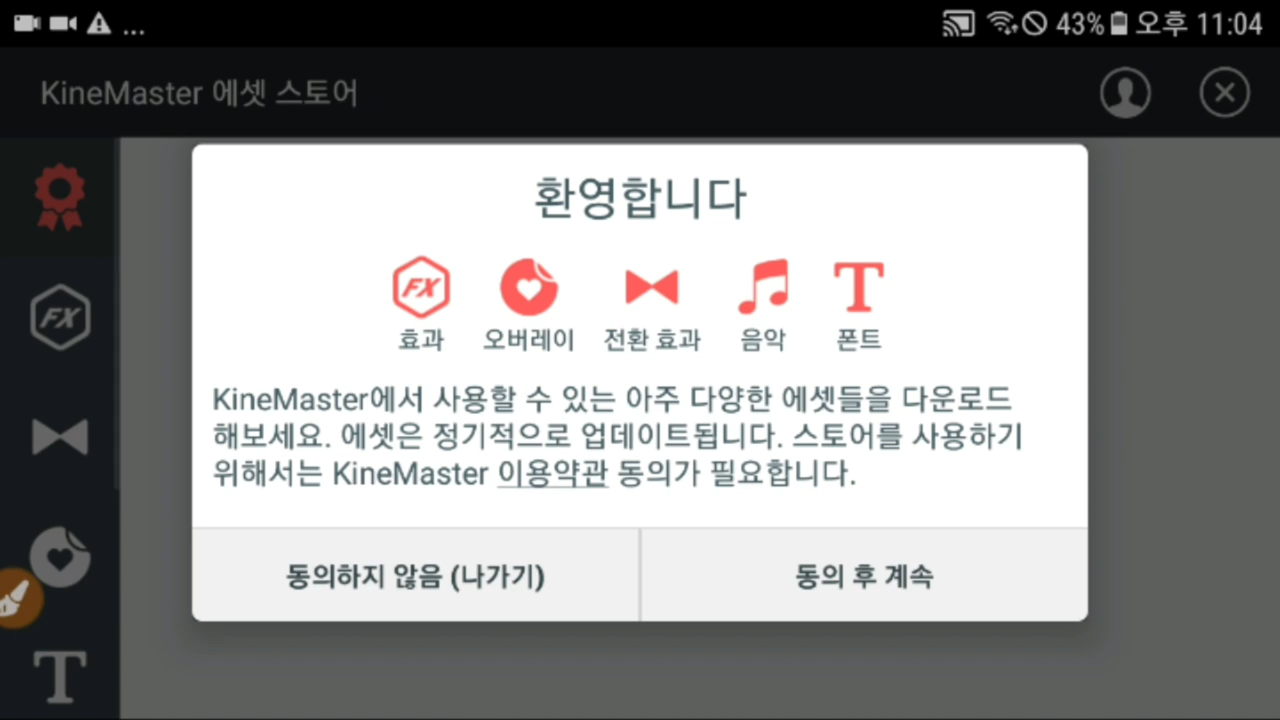 ... 43% 오후 11:04
KineMaster 에셋 스토어
환영합니다
FX
효과 오버레이 전환 효과 음악 폰트
KineMaster에서 사용할 수 있는 아주 다양한 에셋들을 다운로드
해보세요. 에셋은 정기적으로 업데이트됩니다. 스토어를 사용하기
위해서는 KineMaster 이용약관 동의가 필요합니다.
동의하지 않음 (나가기) 동의 후 계속
FX
T